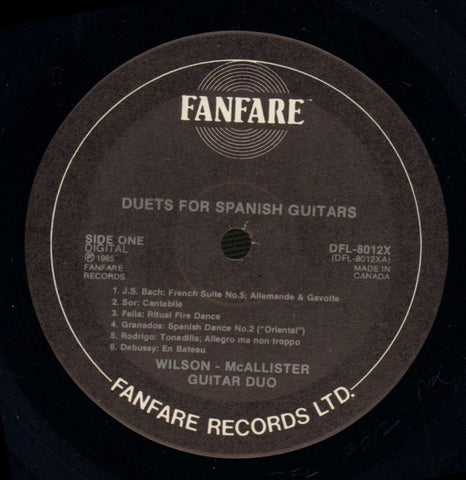 FANFARE™
DUETS FOR SPANISH GUITARS
SIDE ONE
DIGITAL
℗ 1985
FANFARE
RECORDS
DFL-8012X
(DFL-8012XA)
MADE IN
CANADA
1. J.S. Bach: French Suite No.5; Allemande & Gavotte
2. Sor: Cantabile
3. Falla: Ritual Fire Dance
4. Granados: Spanish Dance No.2 ("Oriental")
5. Rodrigo: Tonadilla; Allegro ma non troppo
6. Debussy: En Bateau
WILSON - McALLISTER
GUITAR DUO
FANFARE RECORDS LTD.